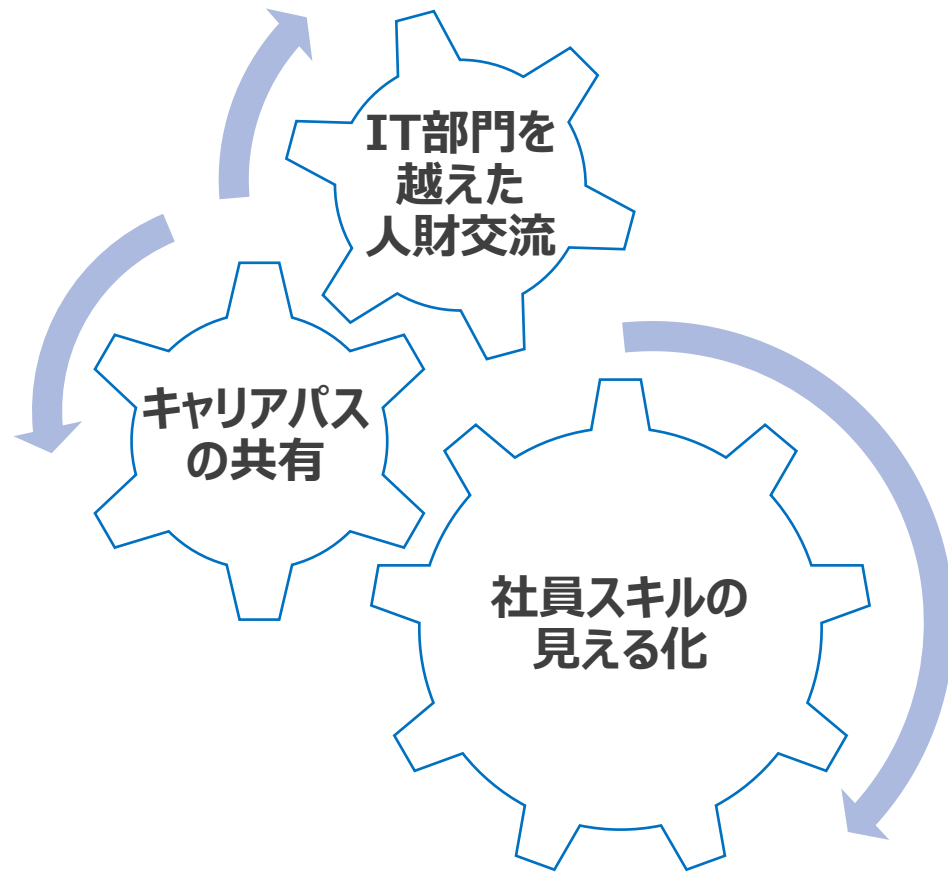 IT部門を
越えた
人財交流
キャリアパス
の共有
社員スキルの
見える化